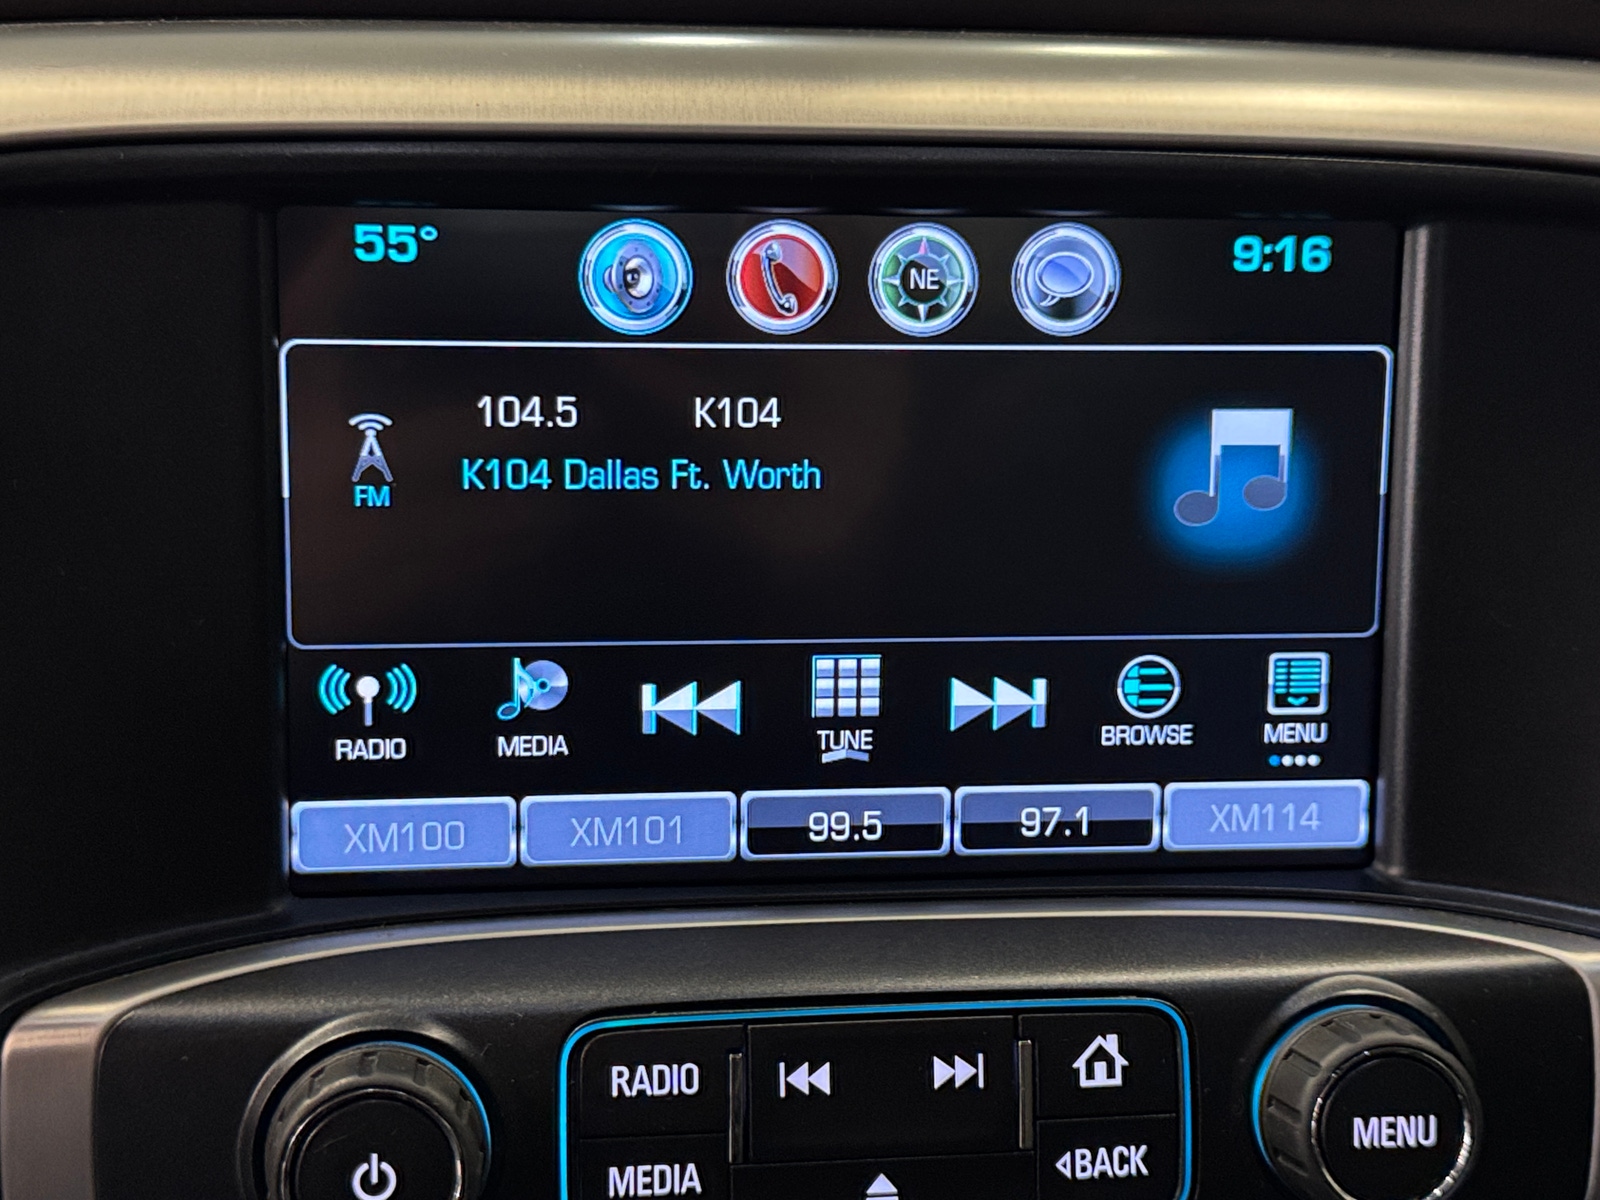 55°
NE
9:16
104.5 K104
K104 Dallas Ft. Worth
FM
RADIO
MEDIA
TUNE
BROWSE
MENU
XM100
XM101
99.5
97.1
XM114
RADIO
MEDIA
BACK
MENU